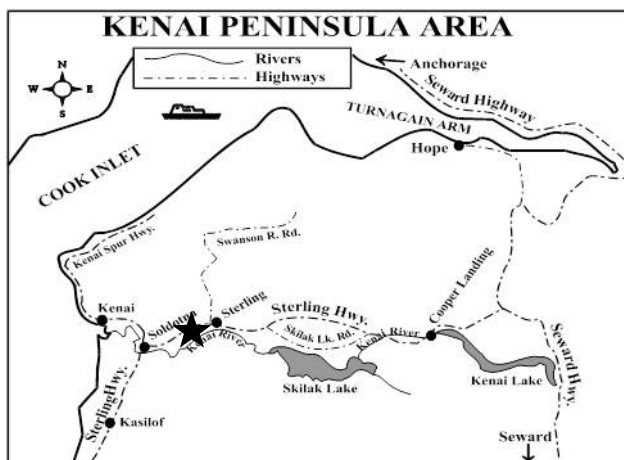 KENAI PENINSULA AREA
Rivers
Highways
N
W E
S
Anchorage
Seward Highway
TURNAGAIN ARM
Hope
COOK INLET
Kenai Spur Hwy.
Swanson R. Rd.
Kenai
Soldotna
Sterling
Kenai River
Sterling Hwy.
Skilak Lk. Rd.
Kenai River
Cooper Landing
Skilak Lake
Kenai Lake
Seward Hwy.
Sterling Hwy.
Kasilof
Seward